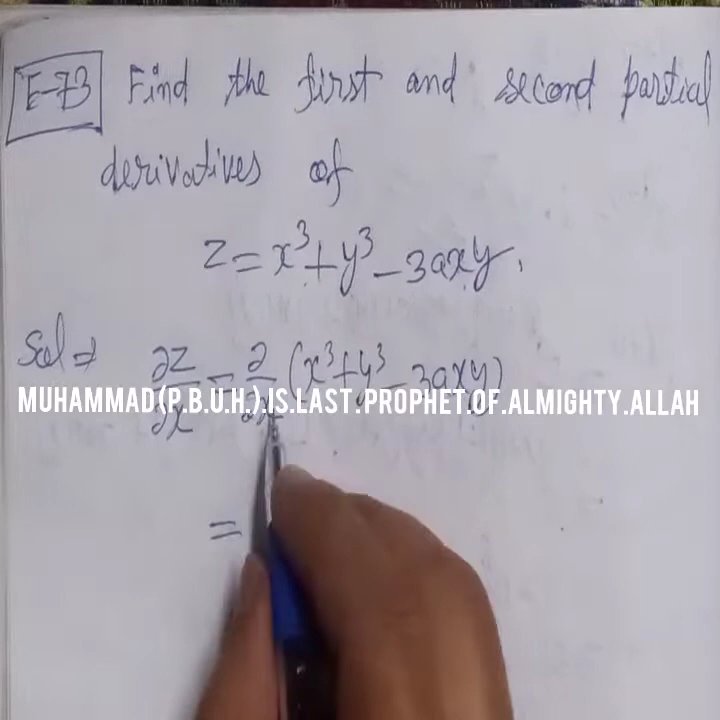 E-73 Find the first and second partial
derivatives of
z = x³ + y³ - 3axy.
Sol ⇒ ∂z/∂x = ∂/∂x (x³ + y³ - 3axy)
MUHAMMAD(P.B.U.H.).IS.LAST.PROPHET.OF.ALMIGHTY.ALLAH
=